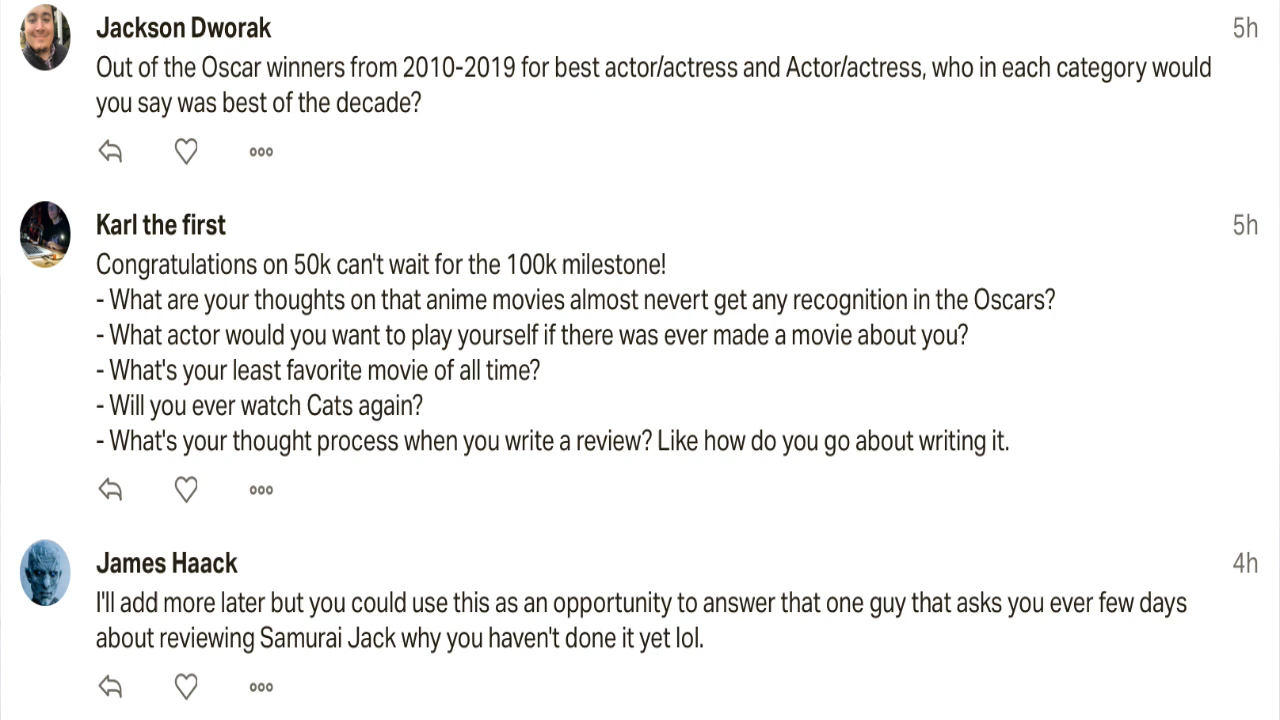 Jackson Dworak 5h
Out of the Oscar winners from 2010-2019 for best actor/actress and Actor/actress, who in each category would
you say was best of the decade?
Karl the first 5h
Congratulations on 50k can't wait for the 100k milestone!
- What are your thoughts on that anime movies almost nevert get any recognition in the Oscars?
- What actor would you want to play yourself if there was ever made a movie about you?
- What's your least favorite movie of all time?
- Will you ever watch Cats again?
- What's your thought process when you write a review? Like how do you go about writing it.
James Haack 4h
I'll add more later but you could use this as an opportunity to answer that one guy that asks you ever few days
about reviewing Samurai Jack why you haven't done it yet lol.